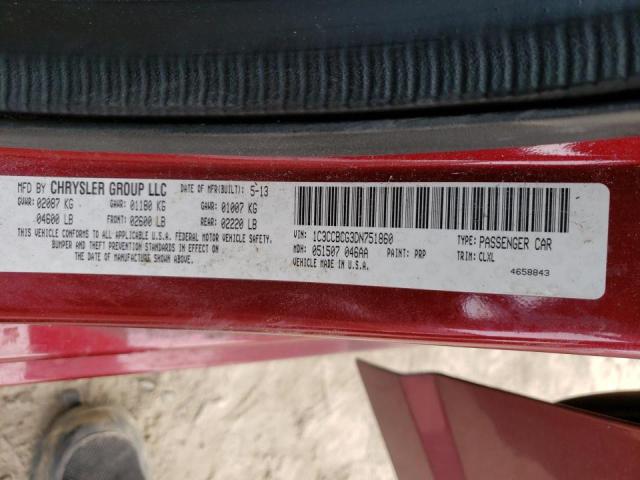 MFD BY CHRYSLER GROUP LLC DATE OF MFR(BUILT): 5-13
GVWR: 02087 KG GAWR: 01180 KG GAWR: 01007 KG
04600 LB FRONT: 02600 LB REAR: 02220 LB
THIS VEHICLE CONFORMS TO ALL APPLICABLE U.S.A. FEDERAL MOTOR VEHICLE SAFETY,
BUMPER AND THEFT PREVENTION STANDARDS IN EFFECT ON
THE DATE OF MANUFACTURE SHOWN ABOVE.
VIN: 1C3CCBCG3DN751860 TYPE: PASSENGER CAR
MDH: 051507 046AA PAINT: PRP TRIM: CLXL
VEHICLE MADE IN U.S.A.
4658843